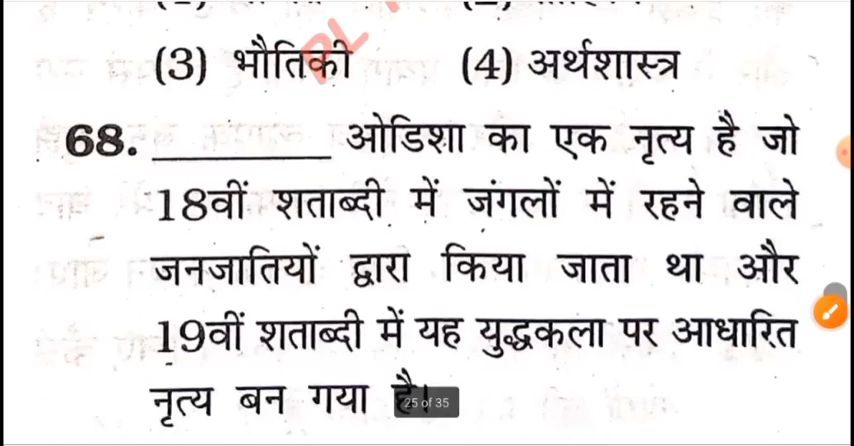 (3) भौतिकी (4) अर्थशास्त्र
68. ________ ओडिशा का एक नृत्य है जो
18वीं शताब्दी में जंगलों में रहने वाले
जनजातियों द्वारा किया जाता था और
19वीं शताब्दी में यह युद्धकला पर आधारित
नृत्य बन गया है।
25 of 35